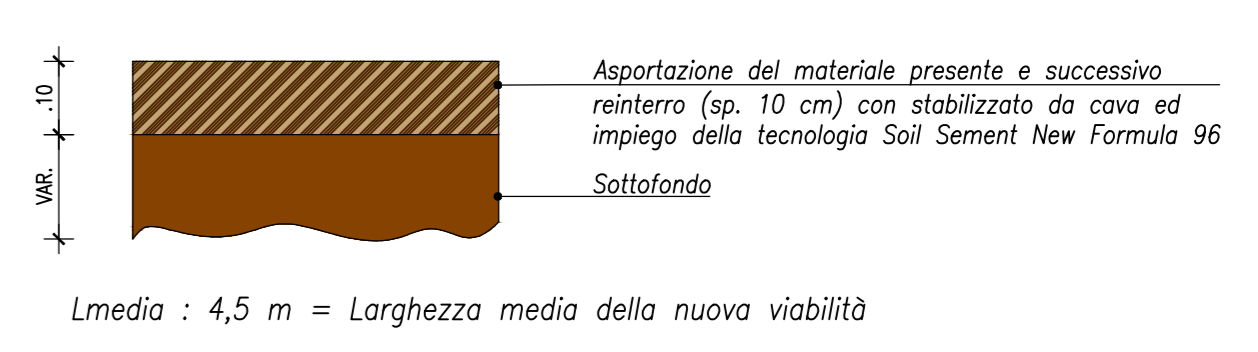 .10
VAR.
Asportazione del materiale presente e successivo
reinterro (sp. 10 cm) con stabilizzato da cava ed
impiego della tecnologia Soil Sement New Formula 96
Sottofondo
Lmedia : 4,5 m = Larghezza media della nuova viabilità